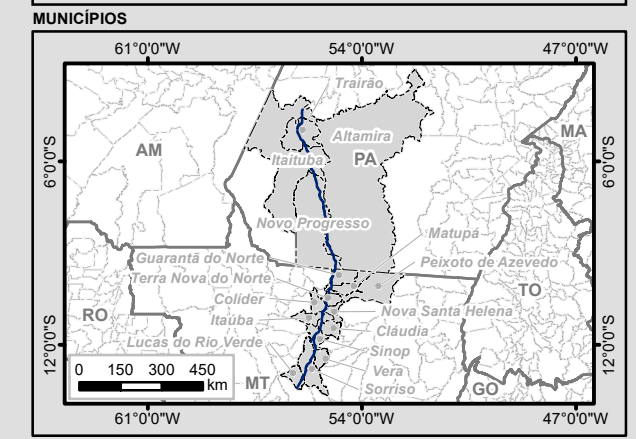 MUNICÍPIOS
61°0'0"W 54°0'0"W 47°0'0"W
Trairão
MA
AM
Altamira
PA
6°0'0"S
6°0'0"S
Itaituba
Novo Progresso
Matupá
Guarantã do Norte
Peixoto de Azevedo
Terra Nova do Norte
TO
Colíder
Nova Santa Helena
RO
Itaúba
Cláudia
Lucas do Rio Verde
Sinop
12°0'0"S
12°0'0"S
Vera
0 150 300 450
km
MT
Sorriso
GO
61°0'0"W 54°0'0"W 47°0'0"W